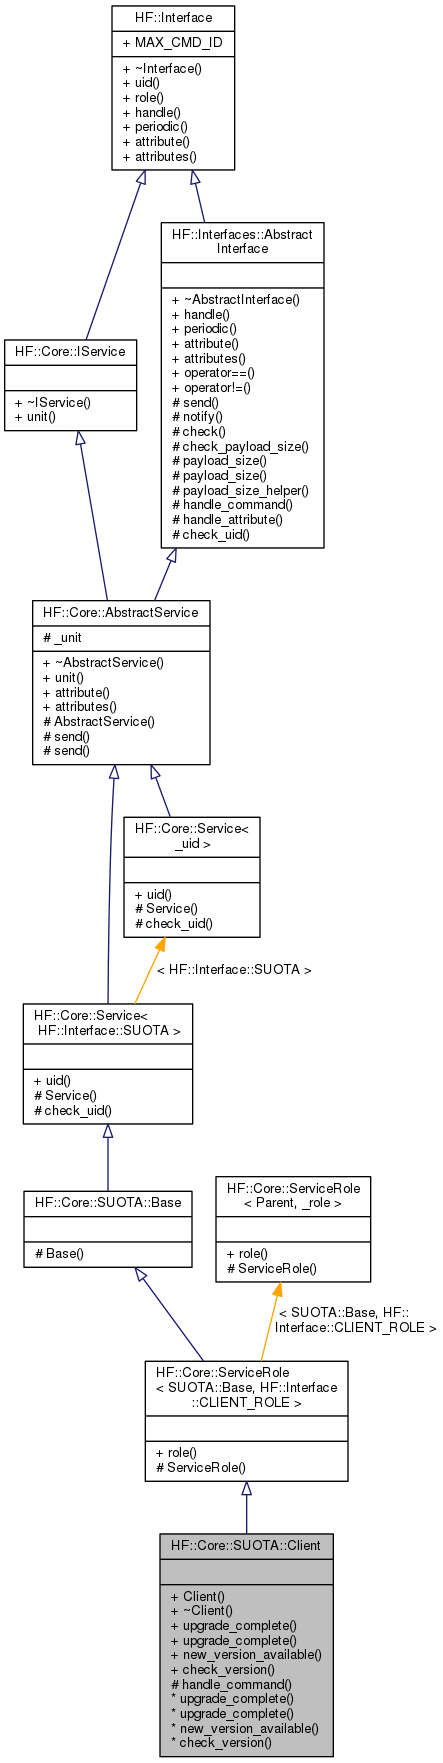 HF::Interface
+ MAX_CMD_ID
+ ~Interface()
+ uid()
+ role()
+ handle()
+ periodic()
+ attribute()
+ attributes()
HF::Interfaces::Abstract
Interface
+ ~AbstractInterface()
+ handle()
+ periodic()
+ attribute()
+ attributes()
+ operator==()
+ operator!=()
# send()
# notify()
# check()
# check_payload_size()
# payload_size()
# payload_size()
# payload_size_helper()
# handle_command()
# handle_attribute()
# check_uid()
HF::Core::IService
+ ~IService()
+ unit()
HF::Core::AbstractService
# _unit
+ ~AbstractService()
+ unit()
+ attribute()
+ attributes()
# AbstractService()
# send()
# send()
HF::Core::Service<
_uid >
+ uid()
# Service()
# check_uid()
< HF::Interface::SUOTA >
HF::Core::Service<
HF::Interface::SUOTA >
+ uid()
# Service()
# check_uid()
HF::Core::SUOTA::Base
# Base()
HF::Core::ServiceRole
< Parent, _role >
+ role()
# ServiceRole()
< SUOTA::Base, HF::
Interface::CLIENT_ROLE >
HF::Core::ServiceRole
< SUOTA::Base, HF::Interface
::CLIENT_ROLE >
+ role()
# ServiceRole()
HF::Core::SUOTA::Client
+ Client()
+ ~Client()
+ upgrade_complete()
+ upgrade_complete()
+ new_version_available()
+ check_version()
# handle_command()
* upgrade_complete()
* upgrade_complete()
* new_version_available()
* check_version()